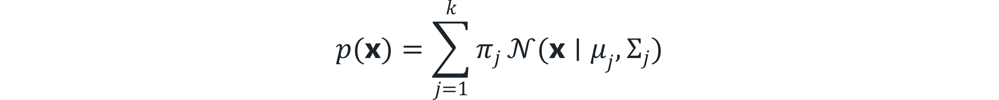 p(𝐱) = ∑_{j=1}^{k} π_j 𝒩(𝐱 | μ_j, Σ_j)